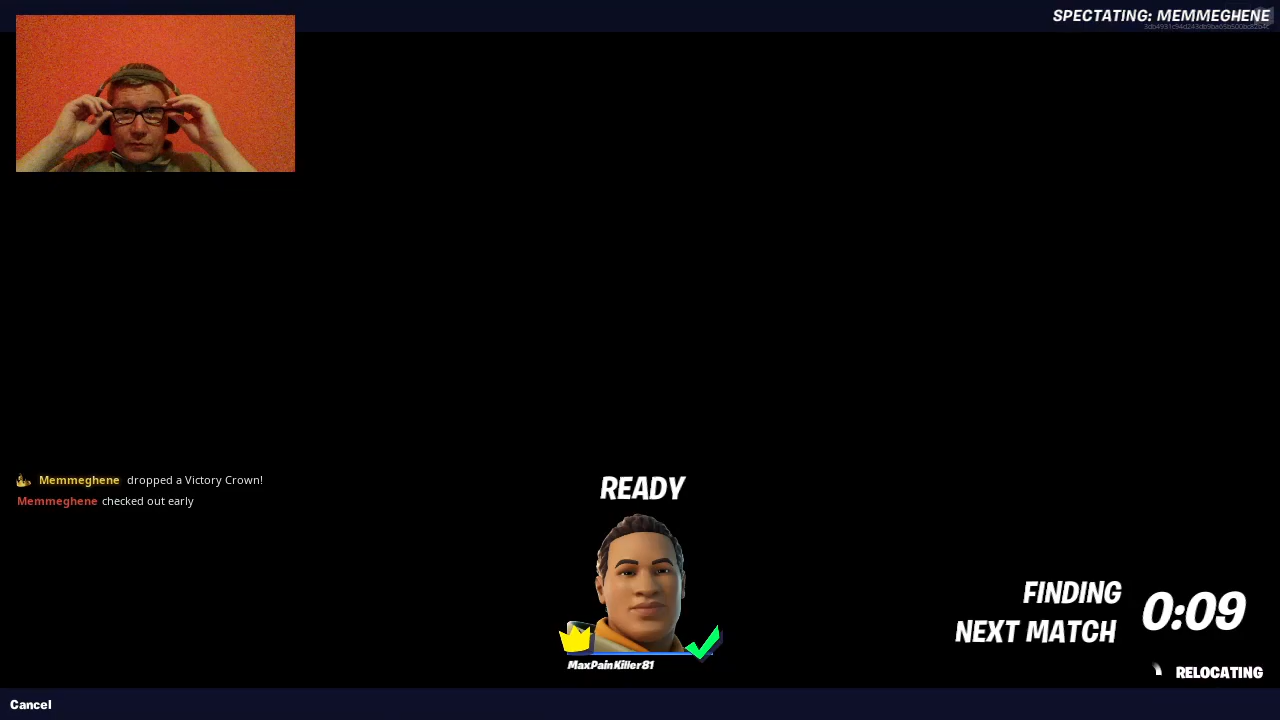 SPECTATING: MEMMEGHENE
Memmeghene dropped a Victory Crown!
Memmeghene checked out early
READY
MaxPainKiller81
FINDING
NEXT MATCH
0:09
RELOCATING
Cancel